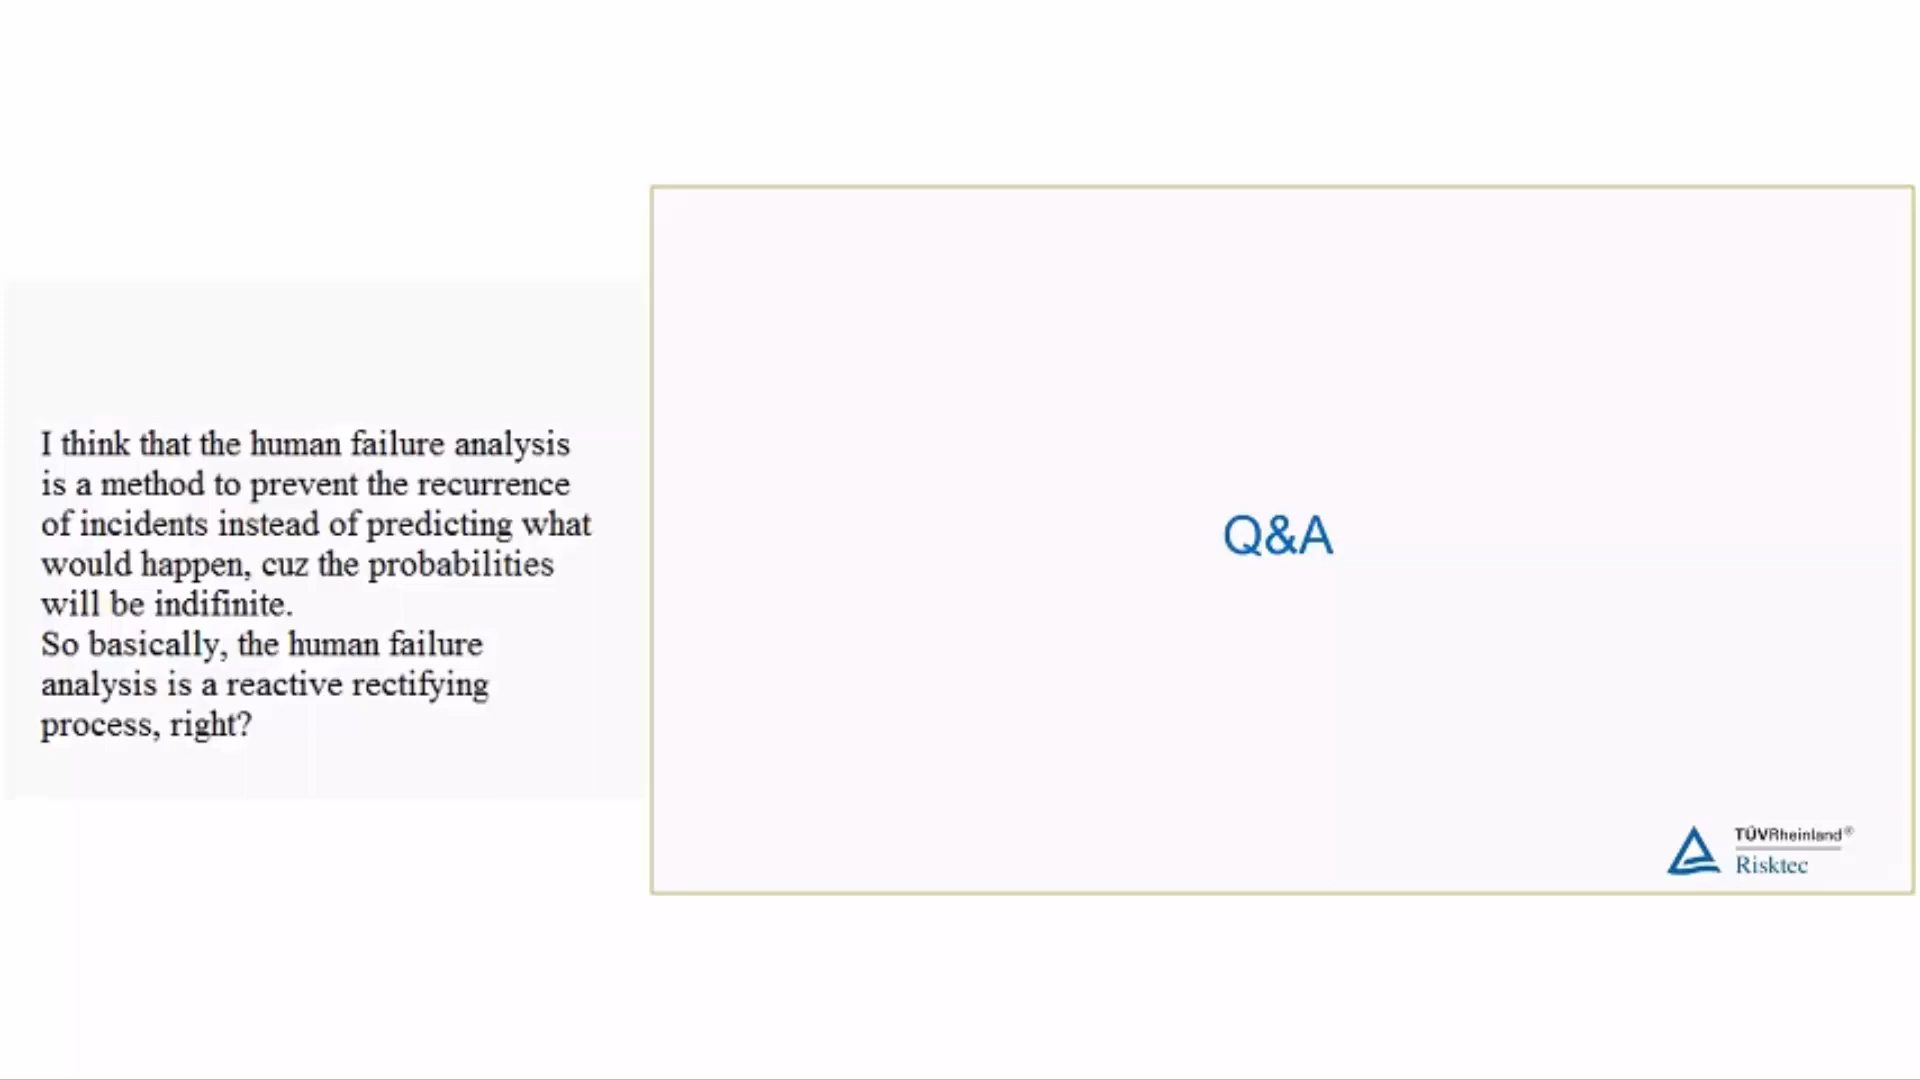 I think that the human failure analysis
is a method to prevent the recurrence
of incidents instead of predicting what
would happen, cuz the probabilities
will be indifinite.
So basically, the human failure
analysis is a reactive rectifying
process, right?
Q&A
TÜVRheinland®
Risktec